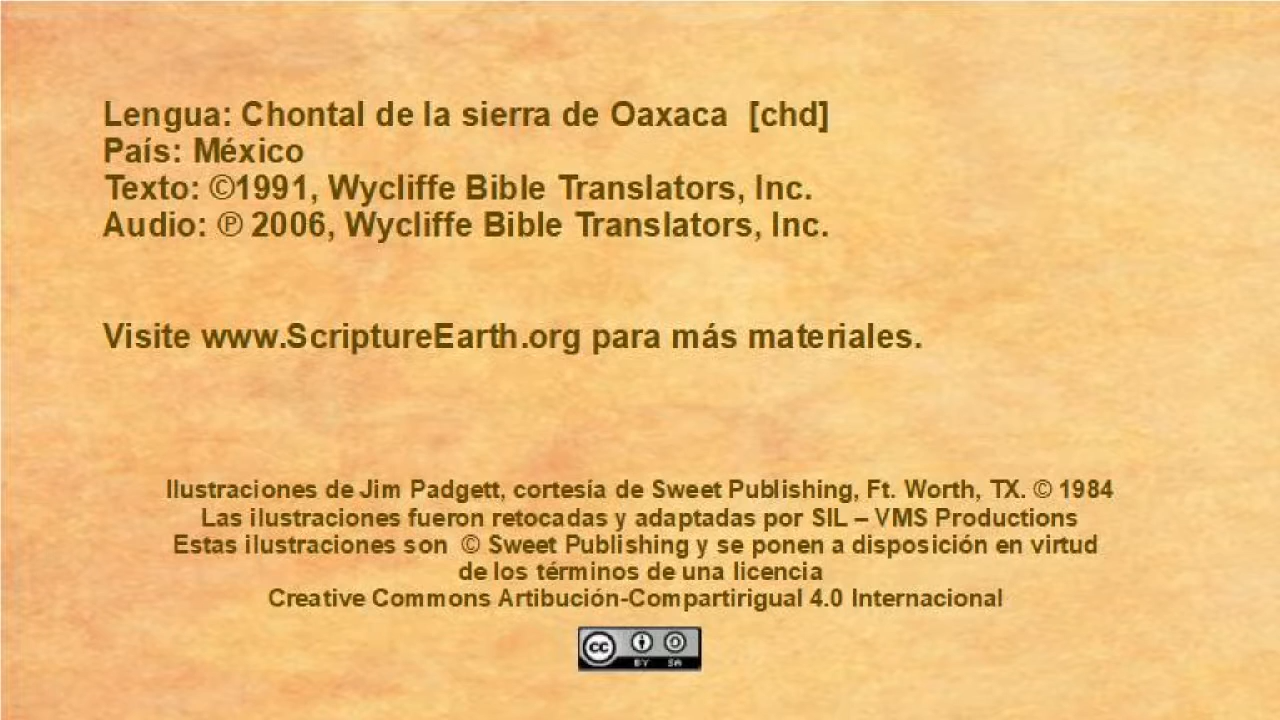 Lengua: Chontal de la sierra de Oaxaca [chd]
País: México
Texto: ©1991, Wycliffe Bible Translators, Inc.
Audio: ℗ 2006, Wycliffe Bible Translators, Inc.
Visite www.ScriptureEarth.org para más materiales.
Ilustraciones de Jim Padgett, cortesía de Sweet Publishing, Ft. Worth, TX. © 1984
Las ilustraciones fueron retocadas y adaptadas por SIL – VMS Productions
Estas ilustraciones son © Sweet Publishing y se ponen a disposición en virtud
de los términos de una licencia
Creative Commons Artibución-Compartirigual 4.0 Internacional
cc BY SA